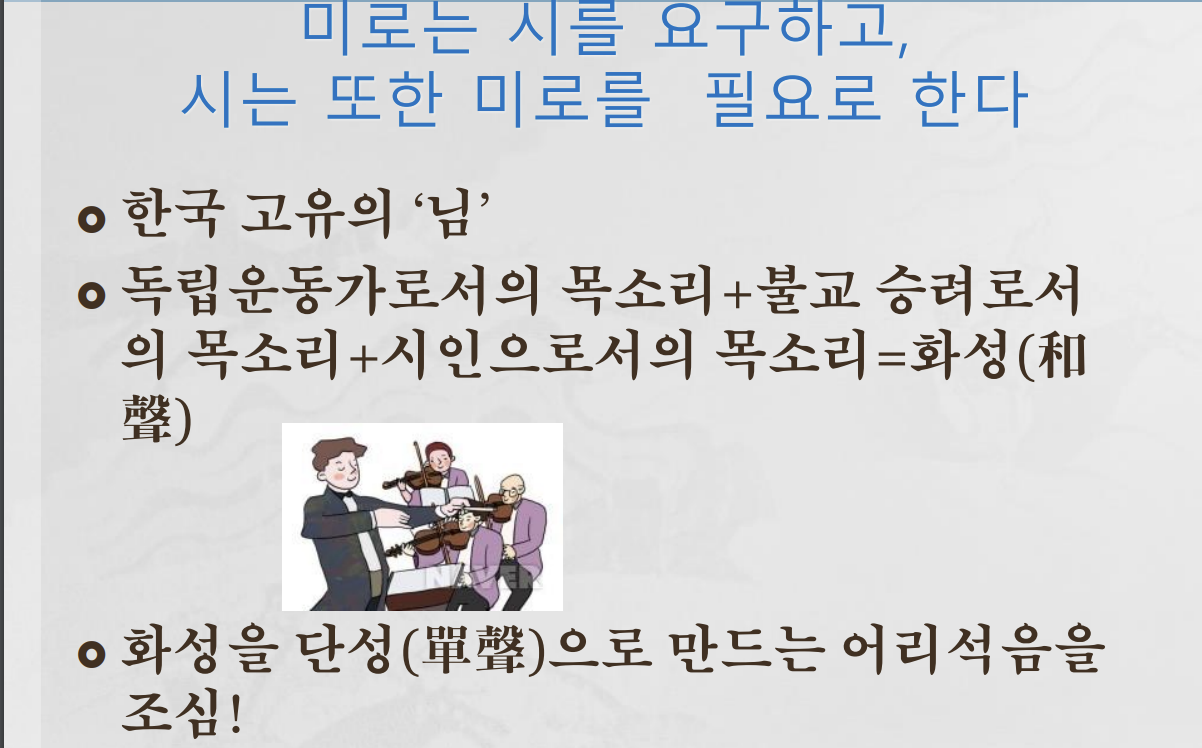 미로는 시를 요구하고,
시는 또한 미로를 필요로 한다
한국 고유의 ‘님’
독립운동가로서의 목소리+불교 승려로서
의 목소리+시인으로서의 목소리=화성(和
聲)
NAVER
화성을 단성(單聲)으로 만드는 어리석음을
조심!